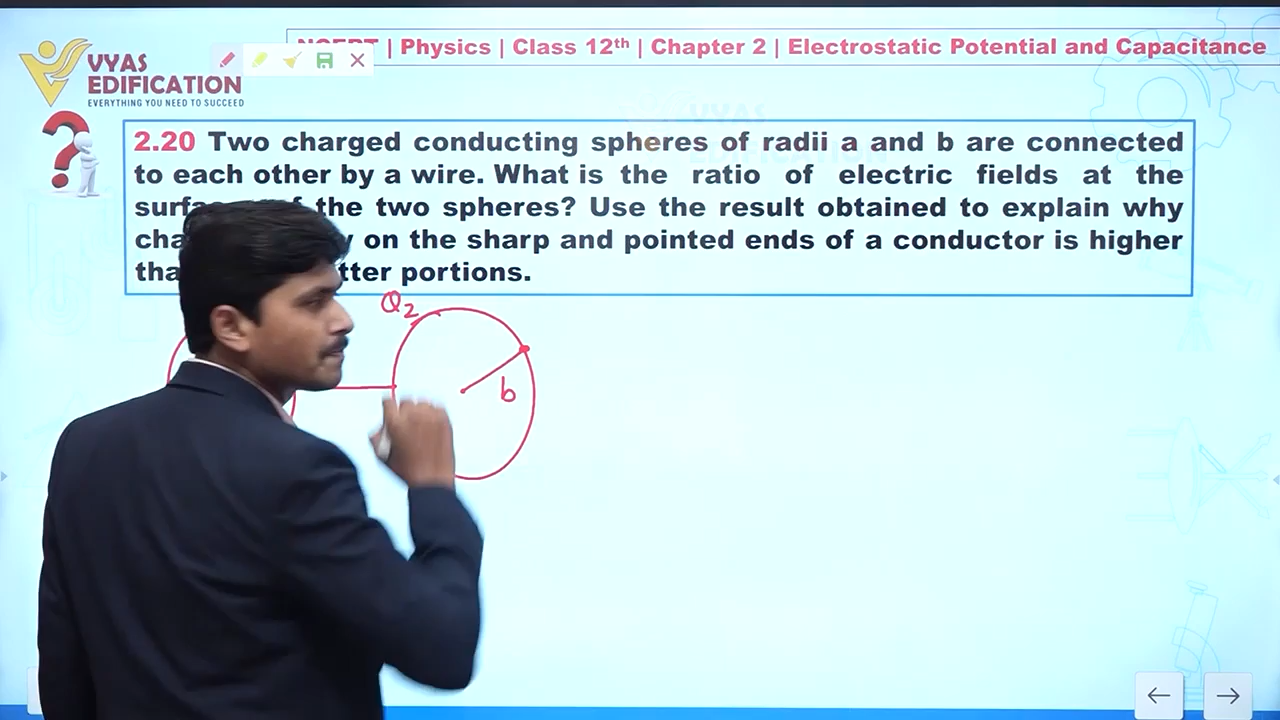 | Physics | Class 12th | Chapter 2 | Electrostatic Potential and Capacitance
VYAS
EDIFICATION
EVERYTHING YOU NEED TO SUCCEED
2.20 Two charged conducting spheres of radii a and b are connected
to each other by a wire. What is the ratio of electric fields at the
the two spheres? Use the result obtained to explain why
on the sharp and pointed ends of a conductor is higher
portions.
Q2
b